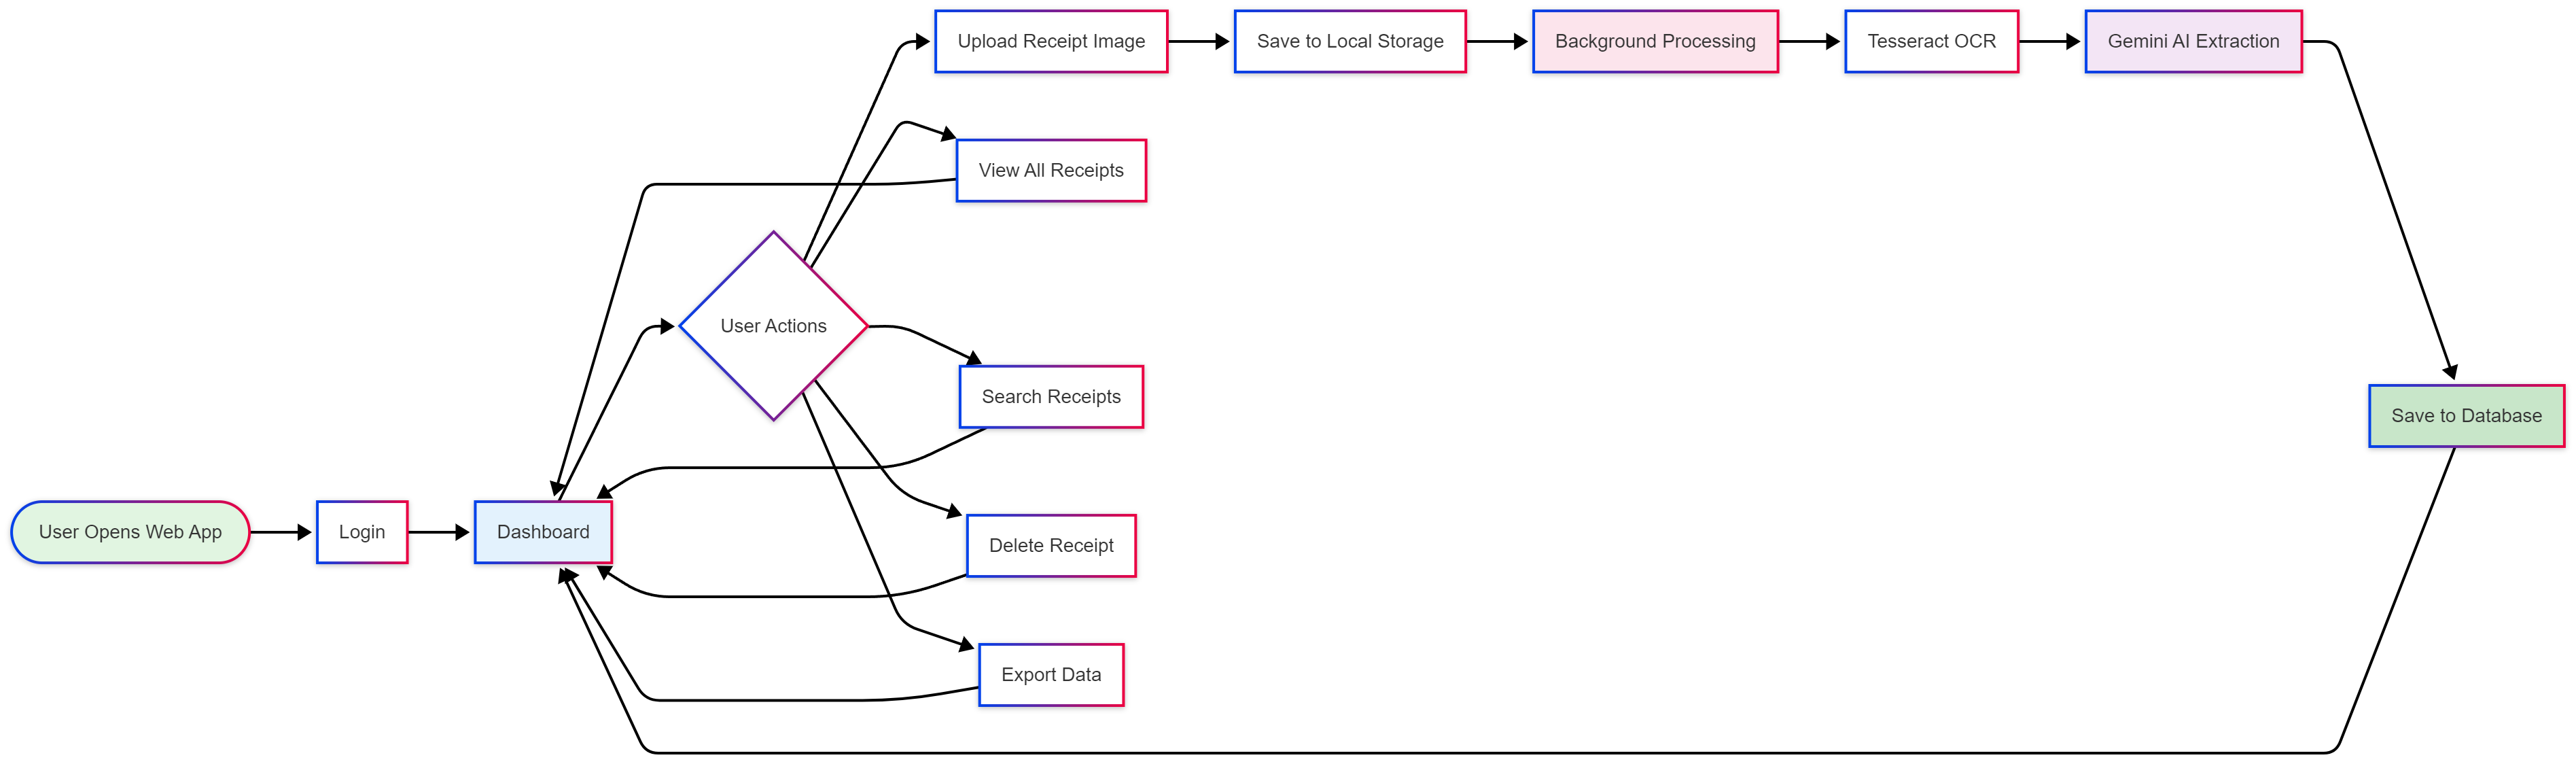 Upload Receipt Image
Save to Local Storage
Background Processing
Tesseract OCR
Gemini AI Extraction
View All Receipts
User Actions
Search Receipts
Save to Database
User Opens Web App
Login
Dashboard
Delete Receipt
Export Data